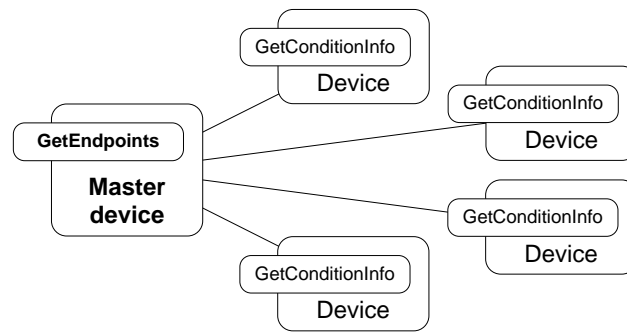 GetConditionInfo
Device
GetConditionInfo
Device
GetEndpoints
Master
device
GetConditionInfo
Device
GetConditionInfo
Device